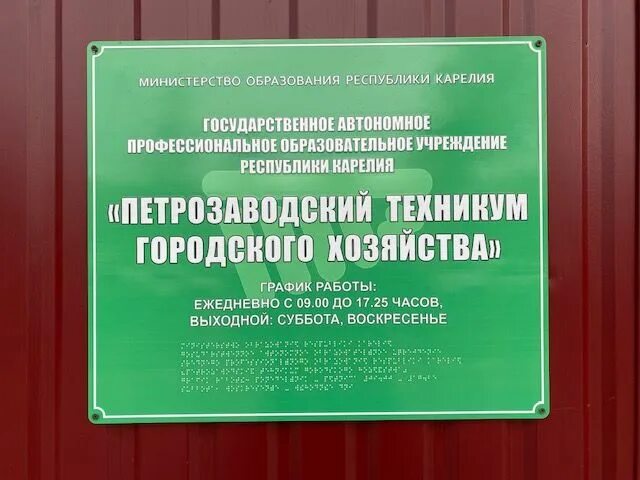 МИНИСТЕРСТВО ОБРАЗОВАНИЯ РЕСПУБЛИКИ КАРЕЛИЯ
ГОСУДАРСТВЕННОЕ АВТОНОМНОЕ
ПРОФЕССИОНАЛЬНОЕ ОБРАЗОВАТЕЛЬНОЕ УЧРЕЖДЕНИЕ
РЕСПУБЛИКИ КАРЕЛИЯ
«ПЕТРОЗАВОДСКИЙ ТЕХНИКУМ
ГОРОДСКОГО ХОЗЯЙСТВА»
ГРАФИК РАБОТЫ:
ЕЖЕДНЕВНО С 09.00 ДО 17.25 ЧАСОВ,
ВЫХОДНОЙ: СУББОТА, ВОСКРЕСЕНЬЕ